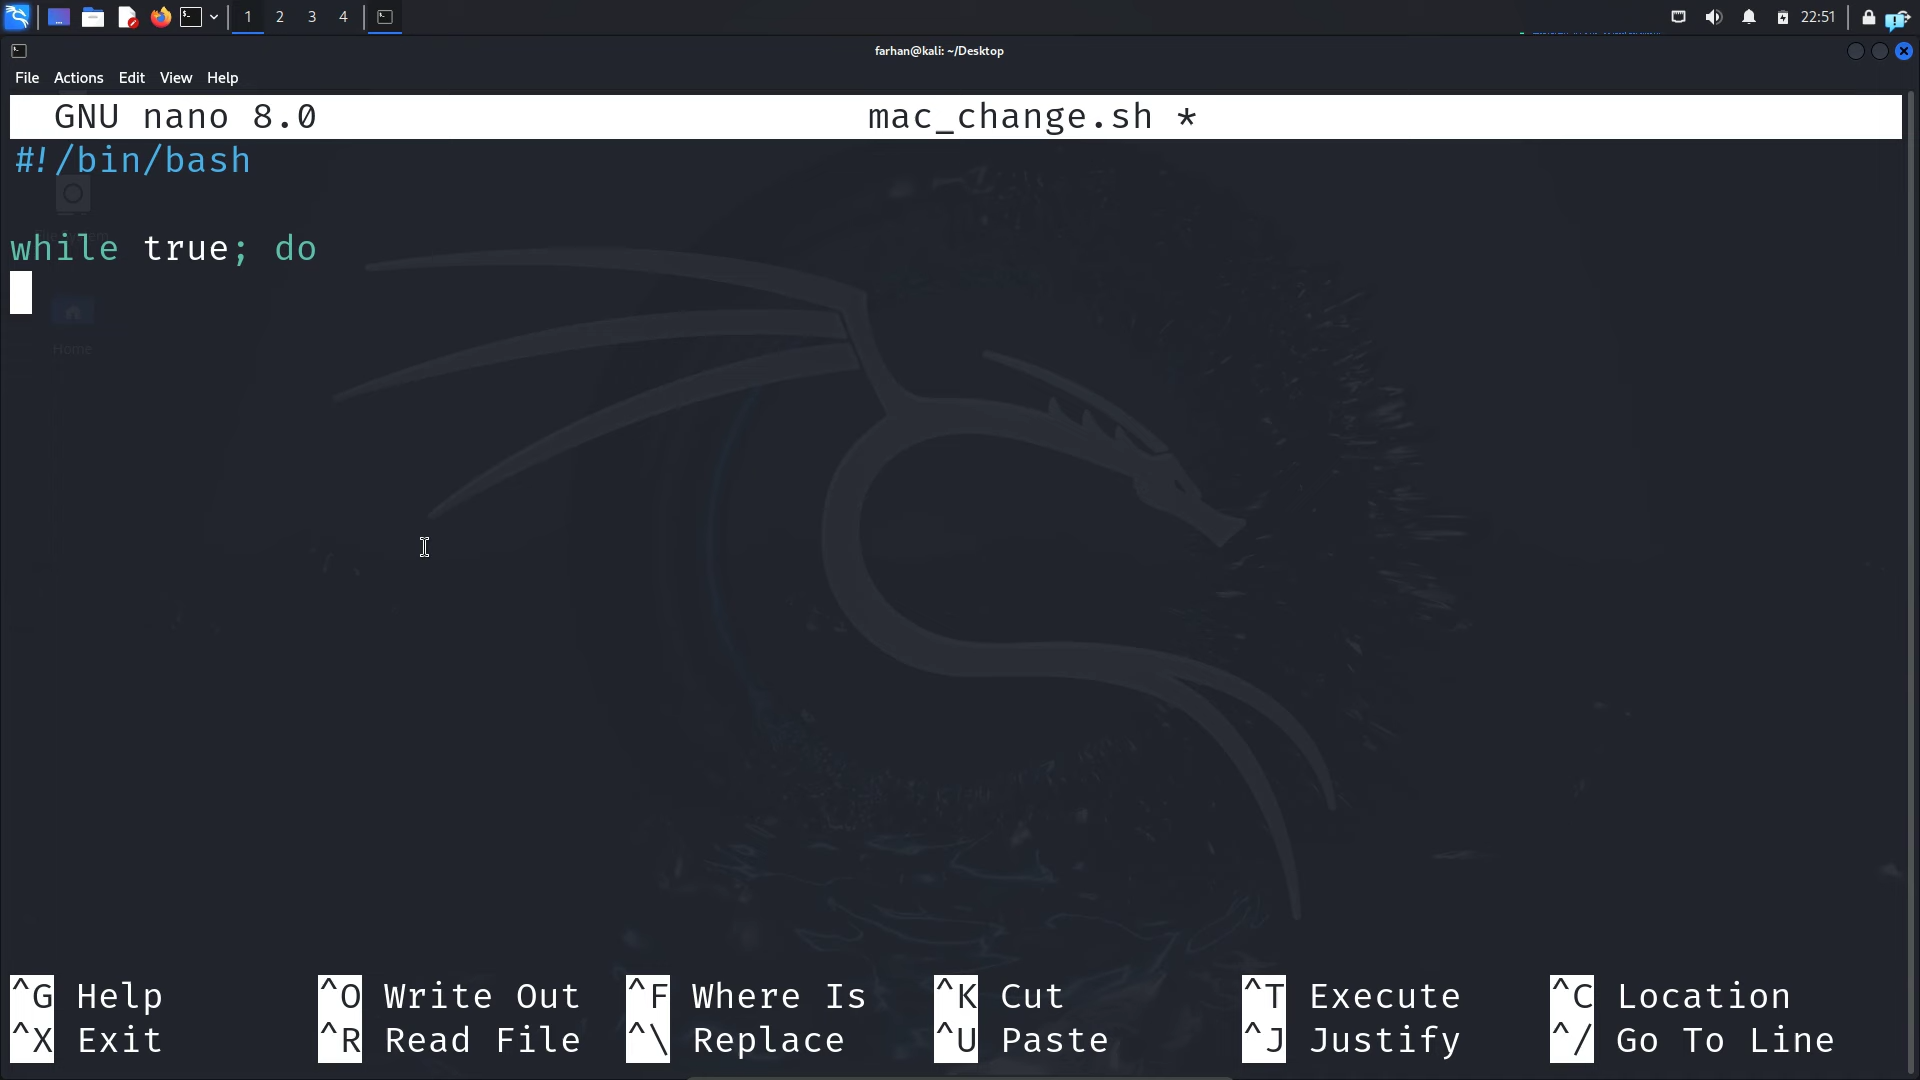 1 2 3 4 22:51
farhan@kali: ~/Desktop
File Actions Edit View Help
GNU nano 8.0 mac_change.sh *
#!/bin/bash
while true; do
Home
^G Help ^O Write Out ^F Where Is ^K Cut ^T Execute ^C Location
^X Exit ^R Read File ^\ Replace ^U Paste ^J Justify ^/ Go To Line